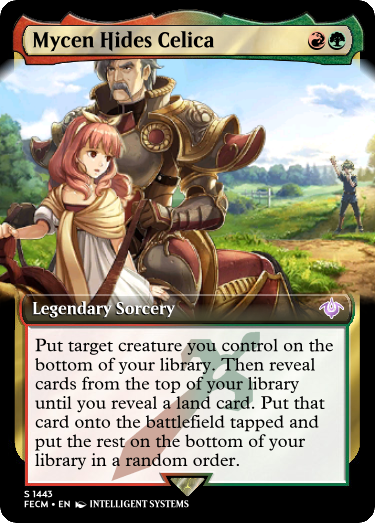 Mycen Hides Celica
Legendary Sorcery
Put target creature you control on the
bottom of your library. Then reveal
cards from the top of your library
until you reveal a land card. Put that
card onto the battlefield tapped and
put the rest on the bottom of your
library in a random order.
S 1443
FECM • EN INTELLIGENT SYSTEMS